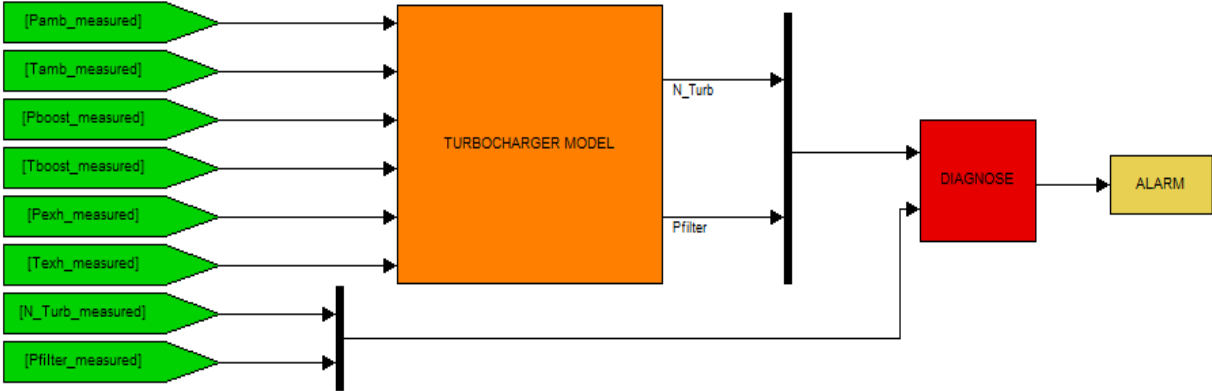 [Pamb_measured]
[Tamb_measured]
[Pboost_measured]
[Tboost_measured]
[Pexh_measured]
[Texh_measured]
[N_Turb_measured]
[Pfilter_measured]
TURBOCHARGER MODEL
N_Turb
Pfilter
DIAGNOSE
ALARM